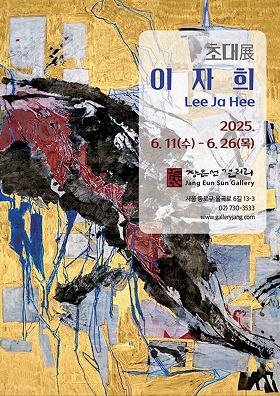 초대展
이자희
Lee Ja Hee
2025.
6. 11(수) – 6. 26(목)
장은선 갤러리
Jang Eun Sun Gallery
서울 종로구 율곡로 6길 13-3
02) 730-3533
www.galleryjang.com